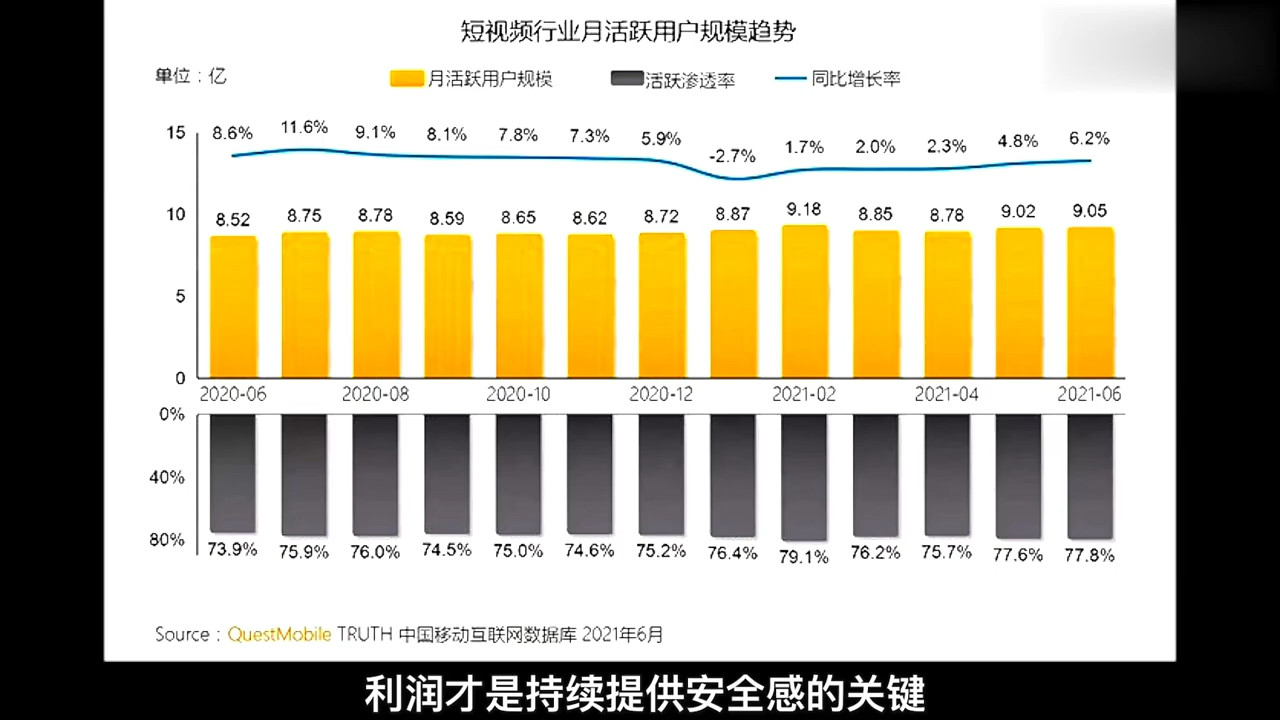 短视频行业月活跃用户规模趋势
单位：亿
月活跃用户规模 活跃渗透率 同比增长率
15 8.6% 11.6% 9.1% 8.1% 7.8% 7.3% 5.9% -2.7% 1.7% 2.0% 2.3% 4.8% 6.2%
10 8.52 8.75 8.78 8.59 8.65 8.62 8.72 8.87 9.18 8.85 8.78 9.02 9.05
5
0
2020-06 2020-08 2020-10 2020-12 2021-02 2021-04 2021-06
0%
40%
80%
73.9% 75.9% 76.0% 74.5% 75.0% 74.6% 75.2% 76.4% 79.1% 76.2% 75.7% 77.6% 77.8%
Source：QuestMobile TRUTH 中国移动互联网数据库 2021年6月
利润才是持续提供安全感的关键